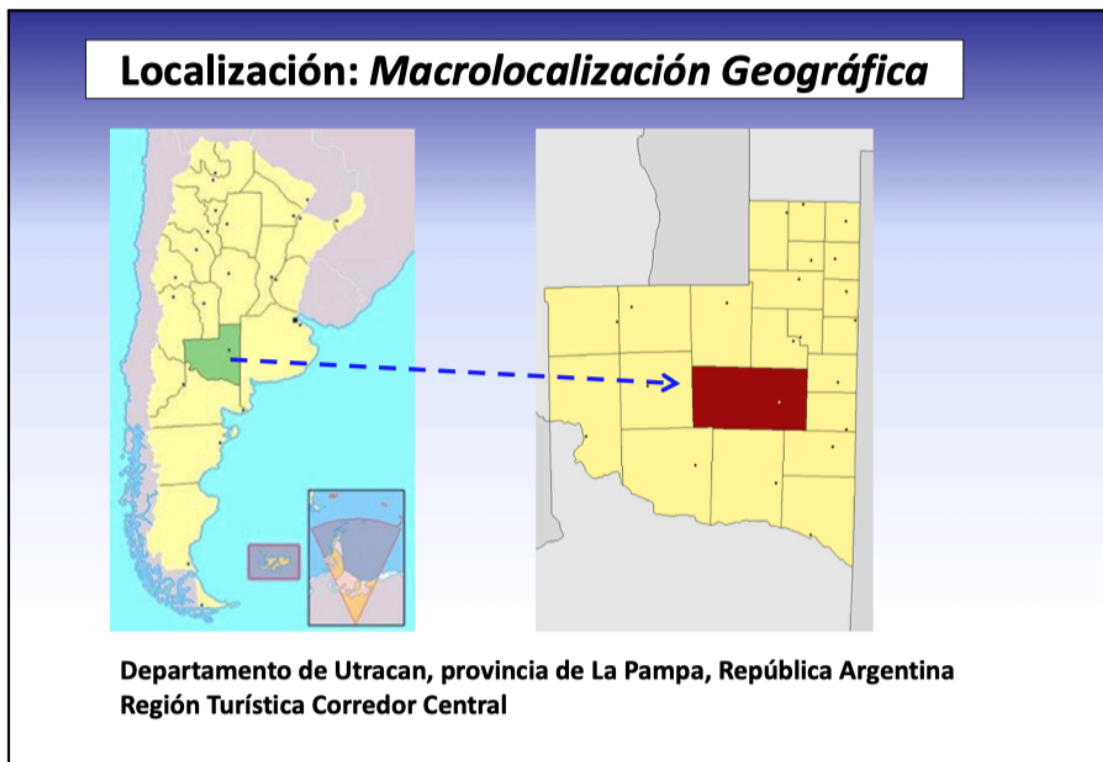 Localización: Macrolocalización Geográfica
Departamento de Utracan, provincia de La Pampa, República Argentina
Región Turística Corredor Central